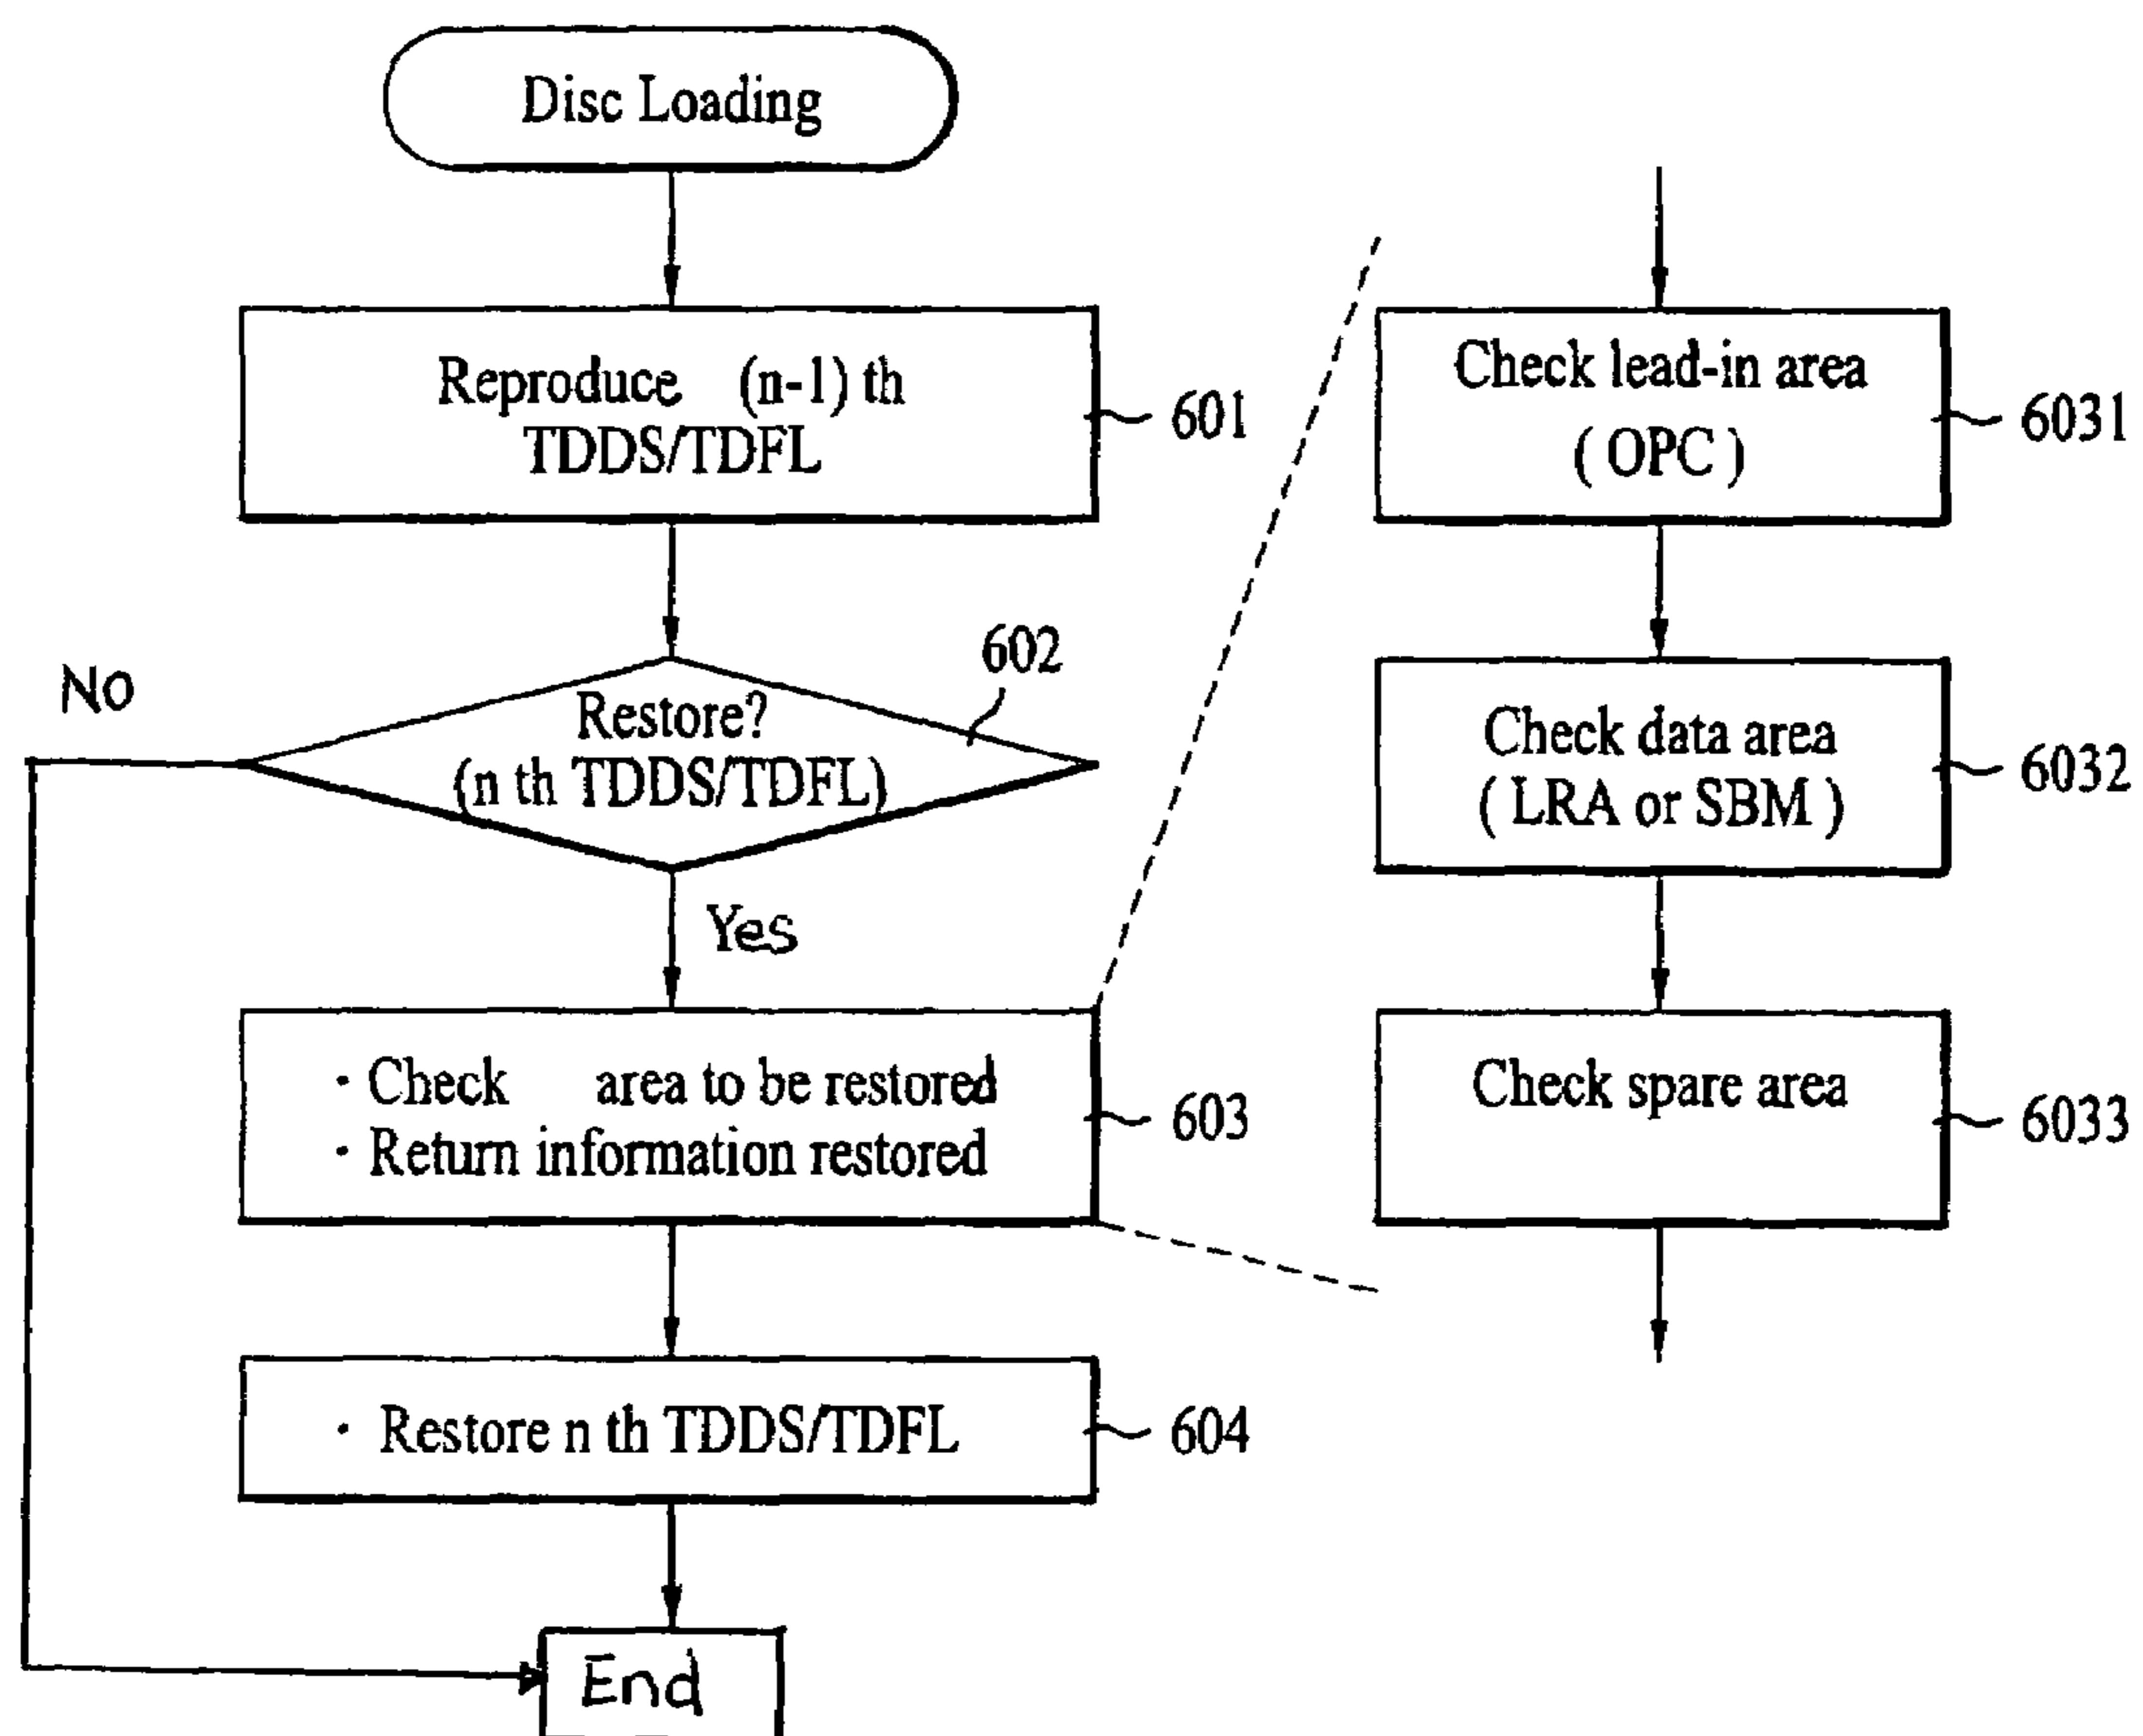 Disc Loading
Reproduce (n-1) th
TDDS/TDFL
601
602
No
Restore?
(n th TDDS/TDFL)
Yes
· Check area to be restored
· Return information restored
603
· Restore n th TDDS/TDFL
604
End
Check lead-in area
( OPC )
6031
Check data area
( LRA or SBM )
6032
Check spare area
6033